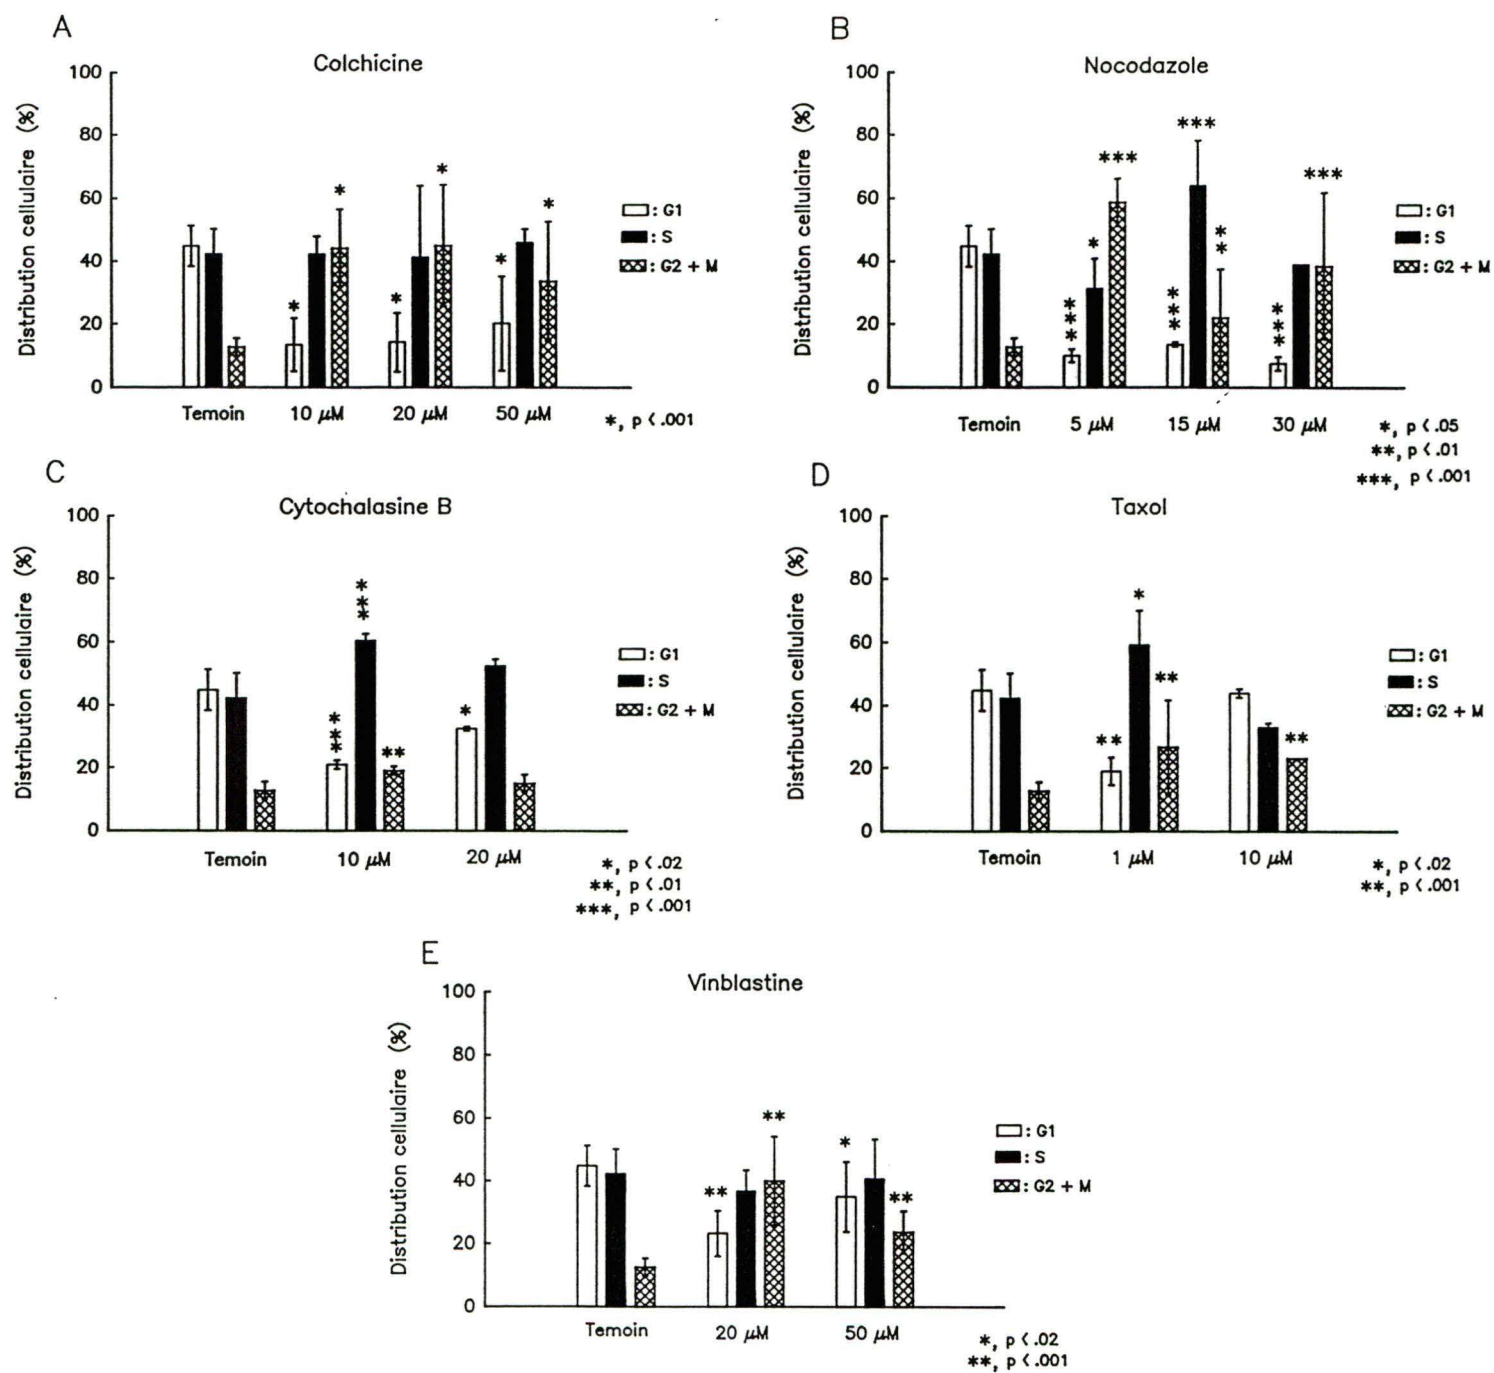 A
Colchicine
Distribution cellulaire (%)
100
80
60
40
20
0
* * * * * *
: G1
: S
: G2 + M
Temoin 10 μM 20 μM 50 μM
*, p < .001
B
Nocodazole
Distribution cellulaire (%)
100
80
60
40
20
0
*** * *** *** *** ** *** ***
: G1
: S
: G2 + M
Temoin 5 μM 15 μM 30 μM
*, p < .05
**, p < .01
***, p < .001
C
Cytochalasine B
Distribution cellulaire (%)
100
80
60
40
20
0
*** *** ** *
: G1
: S
: G2 + M
Temoin 10 μM 20 μM
*, p < .02
**, p < .01
***, p < .001
D
Taxol
Distribution cellulaire (%)
100
80
60
40
20
0
** * ** **
: G1
: S
: G2 + M
Temoin 1 μM 10 μM
*, p < .02
**, p < .001
E
Vinblastine
Distribution cellulaire (%)
100
80
60
40
20
0
** ** * **
: G1
: S
: G2 + M
Temoin 20 μM 50 μM
*, p < .02
**, p < .001